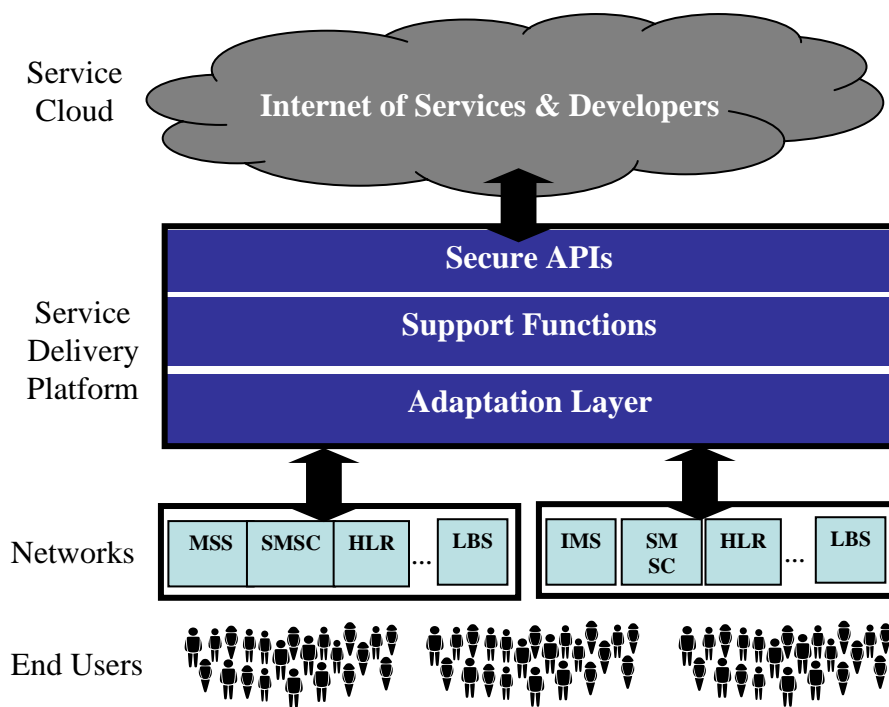 Service
Cloud
Internet of Services & Developers
Secure APIs
Service
Delivery
Platform
Support Functions
Adaptation Layer
Networks
MSS SMSC HLR ... LBS
IMS SM
SC HLR ... LBS
End Users